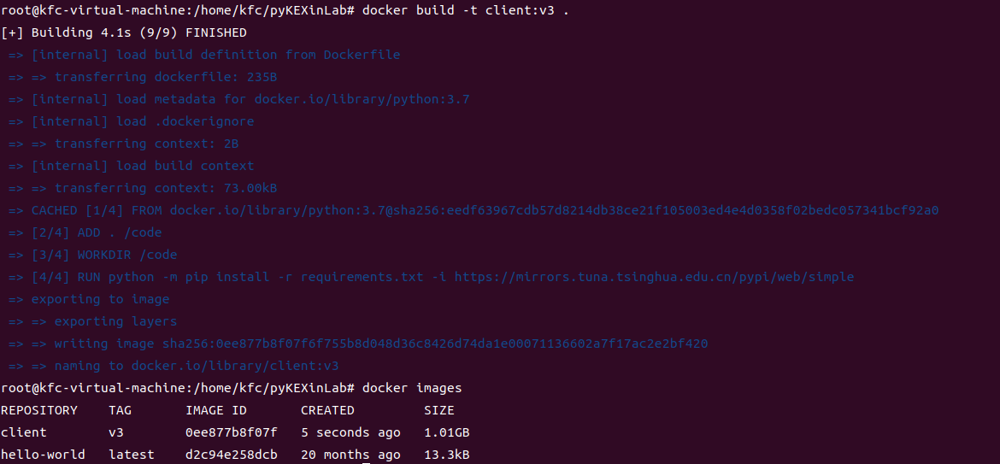 root@kfc-virtual-machine:/home/kfc/pyKEXinLab# docker build -t client:v3 .
[+] Building 4.1s (9/9) FINISHED
=> [internal] load build definition from Dockerfile
=> => transferring dockerfile: 235B
=> [internal] load metadata for docker.io/library/python:3.7
=> [internal] load .dockerignore
=> => transferring context: 2B
=> [internal] load build context
=> => transferring context: 73.00kB
=> CACHED [1/4] FROM docker.io/library/python:3.7@sha256:eedf63967cdb57d8214db38ce21f105003ed4e4d0358f02bedc057341bcf92a0
=> [2/4] ADD . /code
=> [3/4] WORKDIR /code
=> [4/4] RUN python -m pip install -r requirements.txt -i https://mirrors.tuna.tsinghua.edu.cn/pypi/web/simple
=> exporting to image
=> => exporting layers
=> => writing image sha256:0ee877b8f07f6f755b8d048d36c8426d74da1e00071136602a7f17ac2e2bf420
=> => naming to docker.io/library/client:v3
root@kfc-virtual-machine:/home/kfc/pyKEXinLab# docker images
REPOSITORY    TAG       IMAGE ID       CREATED         SIZE
client        v3        0ee877b8f07f   5 seconds ago   1.01GB
hello-world   latest    d2c94e258dcb   20 months ago   13.3kB